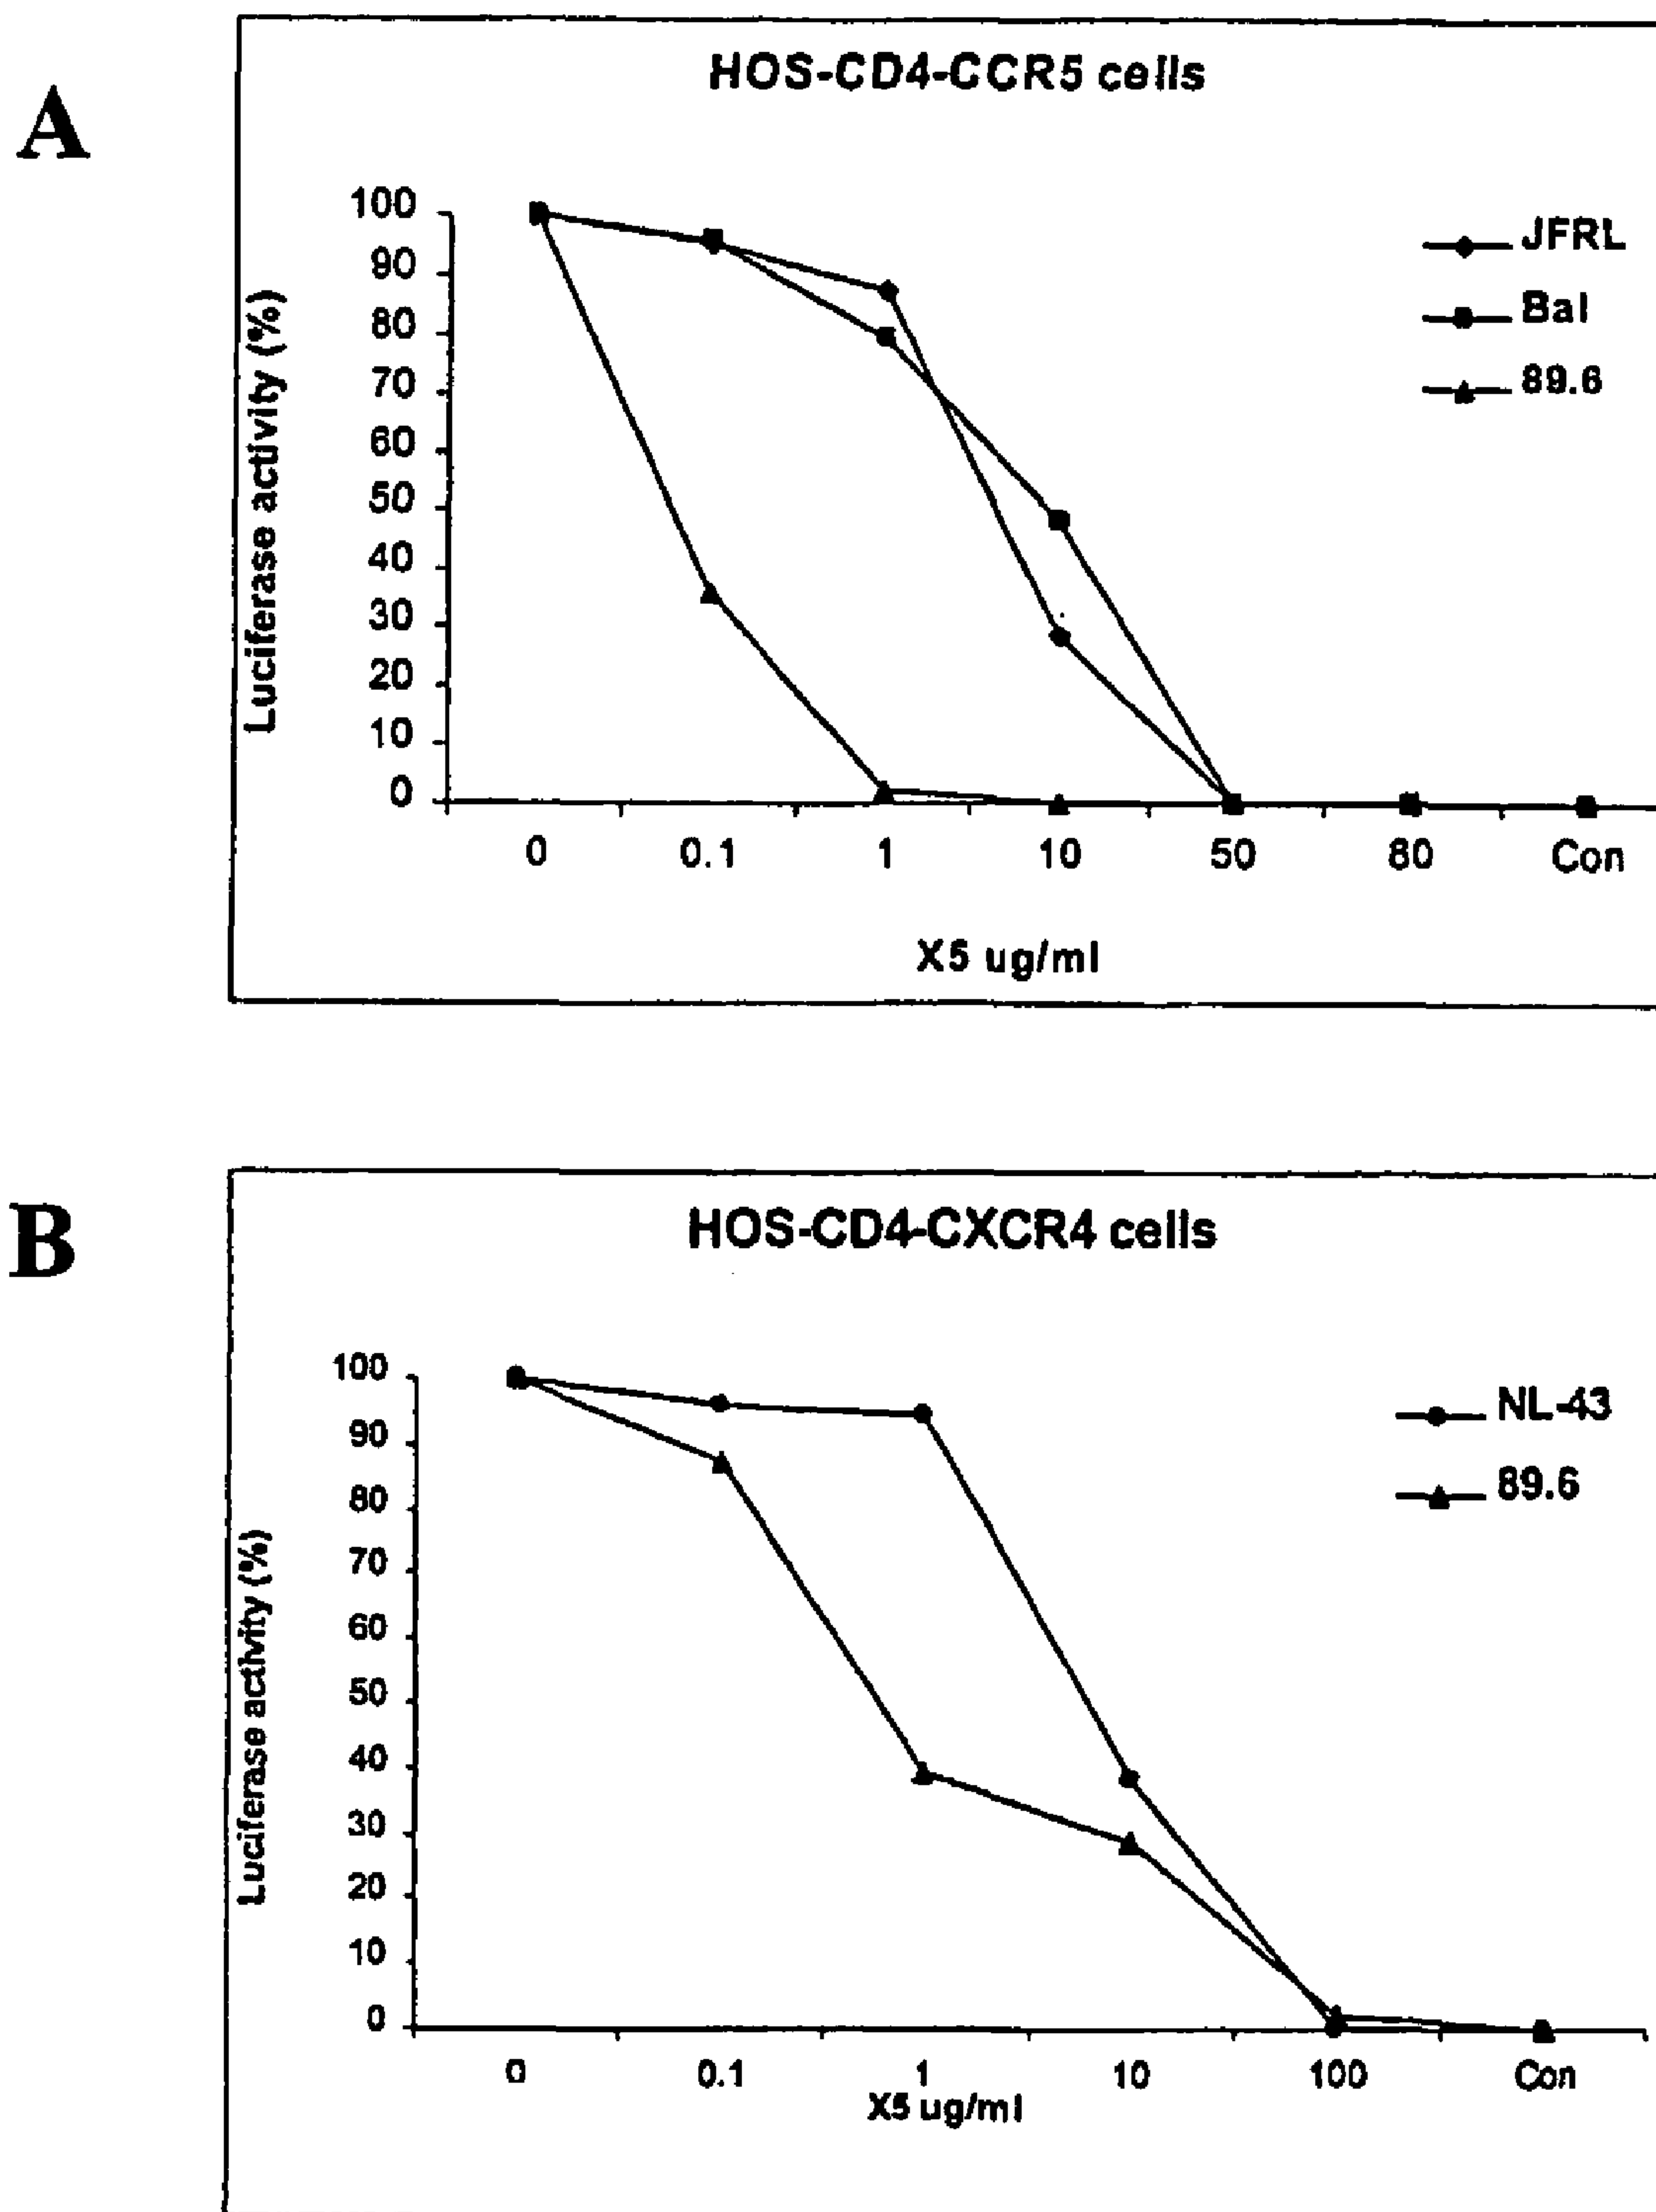 A
HOS-CD4-CCR5 cells
100
90
80
70
60
50
40
30
20
10
0
Luciferase activity (%)
JFRL
Bal
89.6
0 0.1 1 10 50 80 Con
X5 ug/ml
B
HOS-CD4-CXCR4 cells
100
90
80
70
60
50
40
30
20
10
0
Luciferase activity (%)
NL-43
89.6
0 0.1 1 10 100 Con
X5 ug/ml